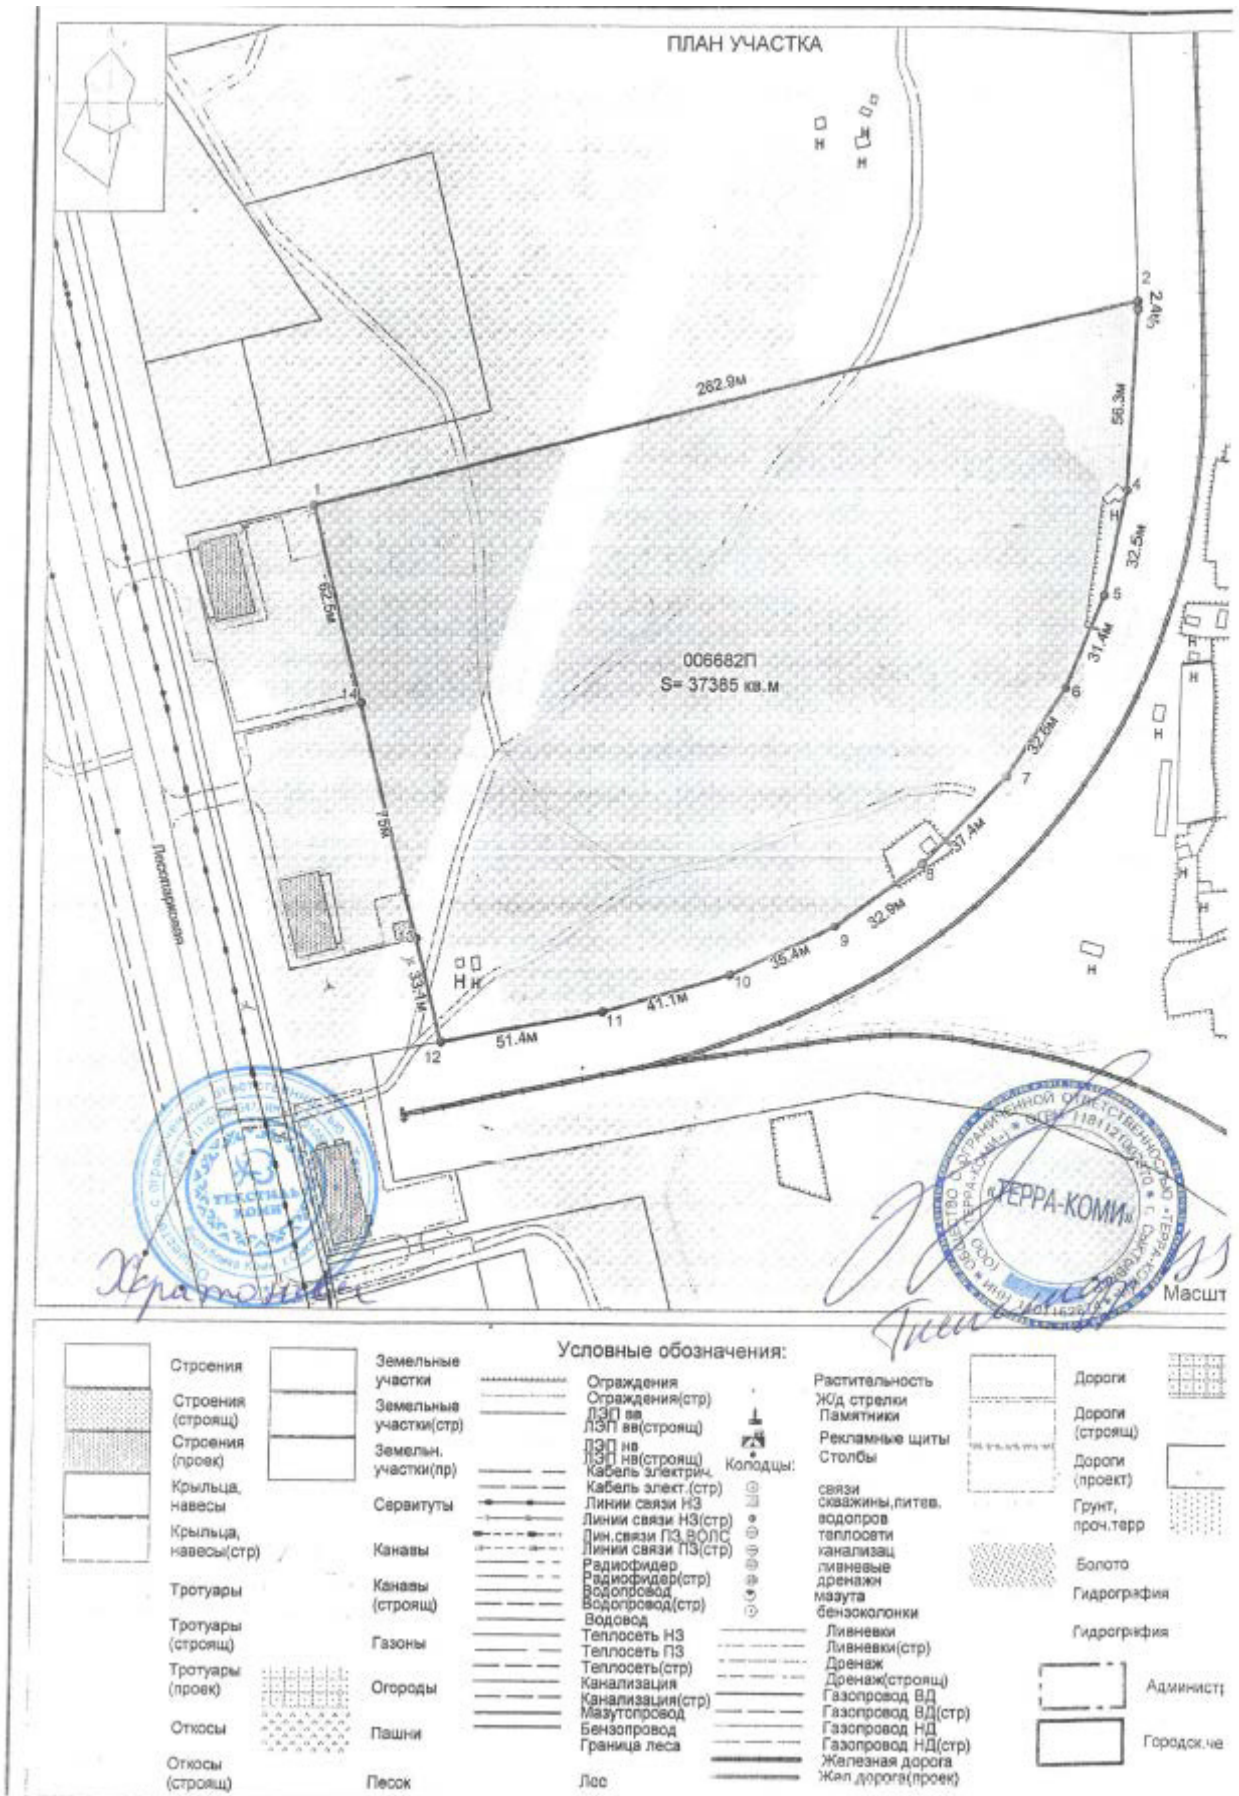 ПЛАН УЧАСТКА
Н
Н
Н
2
2.4м
262.9м
56.3м
4
Н
32.5м
1
5
62.5м
31.4м
006682П
S= 37385 кв.м
6
14
32.6м
7
75м
37.4м
8
Лесопарковая
32.9м
9
35.4м
10
33.1м
Н Н
41.1м
11
51.4м
12
Н
Н
Н
Н
Н
Н
ТЕКСТИЛЬ
КОМИ
«ТЕРРА-КОМИ»
ОБЩЕСТВО С ОГРАНИЧЕННОЙ ОТВЕТСТВЕННОСТЬЮ
Масшт
Условные обозначения:
Строения
Строения
(строящ)
Строения
(проек)
Крыльца,
навесы
Крыльца,
навесы(стр)
Тротуары
Тротуары
(строящ)
Тротуары
(проек)
Откосы
Откосы
(строящ)
Земельные
участки
Земельные
участки(стр)
Земельн.
участки(пр)
Сервитуты
Канавы
Канавы
(строящ)
Газоны
Огороды
Пашни
Песок
Ограждения
Ограждения(стр)
ЛЭП вв
ЛЭП вв(строящ)
ЛЭП нв
ЛЭП нв(строящ)
Кабель электрич.
Кабель элект.(стр)
Линии связи НЗ
Линии связи НЗ(стр)
Лин.связи ПЗ ВОЛС
Линии связи ПЗ(стр)
Радиофидер
Радиофидер(стр)
Водопровод
Водопровод(стр)
Водовод
Теплосеть НЗ
Теплосеть ПЗ
Теплосеть(стр)
Канализация
Канализация(стр)
Мазутопровод
Бензопровод
Граница леса
Лес
Растительность
Ж/д стрелки
Памятники
Рекламные щиты
Столбы
Колодцы:
связи
скважины,питев.
водопров
теплосети
канализац
ливневые
дренажн
мазута
бензоколонки
Ливневки
Ливневки(стр)
Дренаж
Дренаж(строящ)
Газопровод ВД
Газопровод ВД(стр)
Газопровод НД
Газопровод НД(стр)
Железная дорога
Жел дорога(проек)
Дороги
Дороги
(строящ)
Дороги
(проект)
Грунт,
проч.терр
Болото
Гидрография
Гидрография
Админист
Городск.че